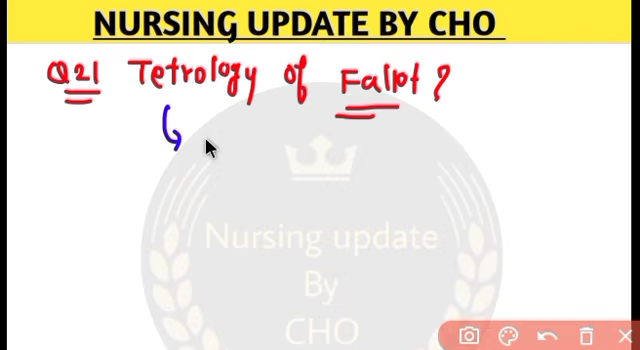 NURSING UPDATE BY CHO
Q21 Tetrology of Fallot ?
Nursing update
By
CHO